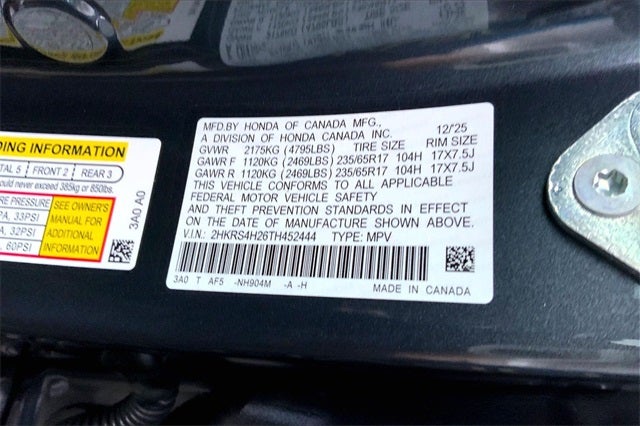 MFD.BY HONDA OF CANADA MFG., 12/'25
A DIVISION OF HONDA CANADA INC.
GVWR 2175KG (4795LBS) TIRE SIZE RIM SIZE
GAWR F 1120KG (2469LBS) 235/65R17 104H 17X7.5J
GAWR R 1120KG (2469LBS) 235/65R17 104H 17X7.5J
THIS VEHICLE CONFORMS TO ALL APPLICABLE
FEDERAL MOTOR VEHICLE SAFETY
AND THEFT PREVENTION STANDARDS IN EFFECT
ON THE DATE OF MANUFACTURE SHOWN ABOVE.
V.I.N.: 2HKRS4H26TH452444 TYPE: MPV
3A0 T AF5 -NH904M -A -H MADE IN CANADA
DING INFORMATION
TAL 5 FRONT 2 REAR 3
ould never exceed 385kg or 850lbs.
E PRESSURE
PA, 33PSI
A, 32PSI
, 60PSI
SEE OWNER'S
MANUAL FOR
ADDITIONAL
INFORMATION
3A0 A0